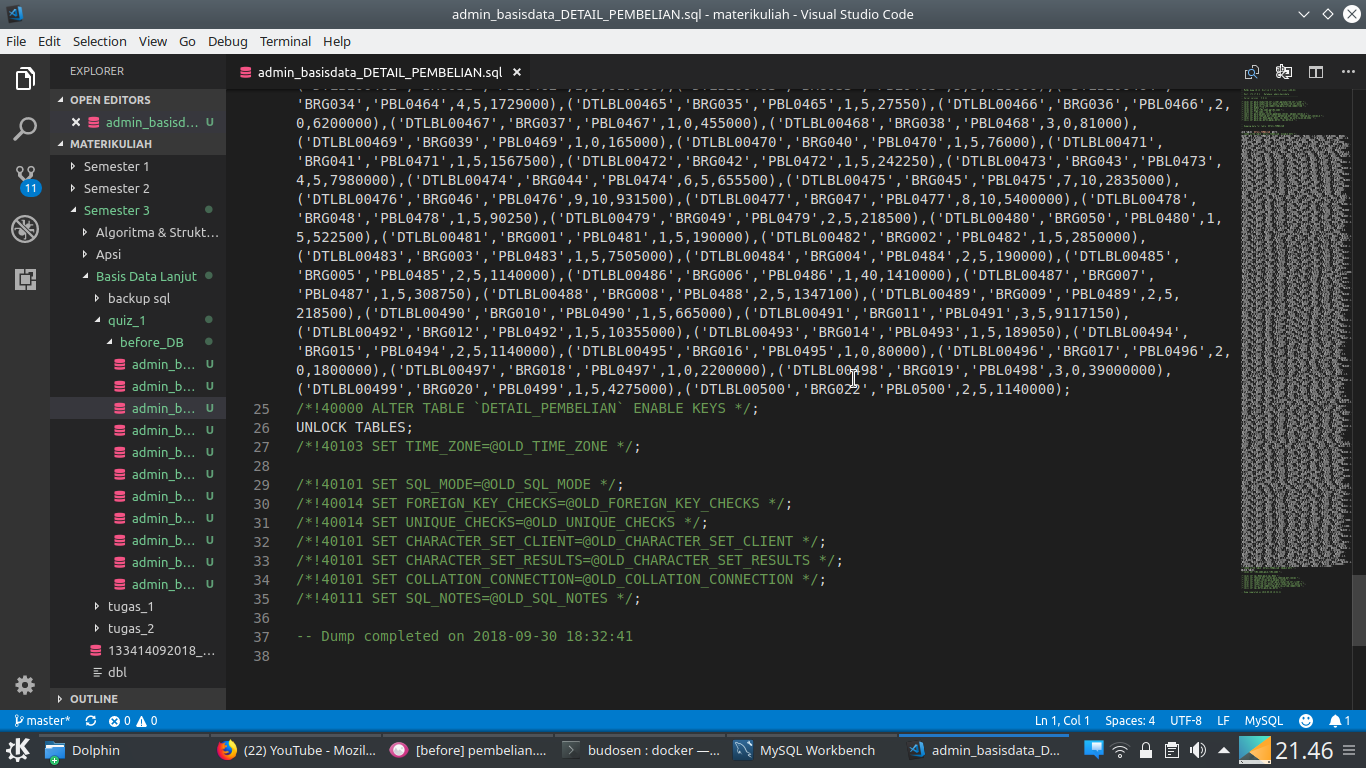 admin_basisdata_DETAIL_PEMBELIAN.sql - materikuliah - Visual Studio Code
File Edit Selection View Go Debug Terminal Help
EXPLORER
OPEN EDITORS
admin_basisd... U
MATERIKULIAH
Semester 1
Semester 2
Semester 3
Algoritma & Strukt...
Apsi
Basis Data Lanjut
backup sql
quiz_1
before_DB
admin_b... U
admin_b... U
admin_b... U
admin_b... U
admin_b... U
admin_b... U
admin_b... U
admin_b... U
admin_b... U
admin_b... U
admin_b... U
tugas_1
tugas_2
133414092018_...
dbl
OUTLINE
11
admin_basisdata_DETAIL_PEMBELIAN.sql
'BRG034','PBL0464',4,5,1729000),('DTLBL00465','BRG035','PBL0465',1,5,27550),('DTLBL00466','BRG036','PBL0466',2,
0,6200000),('DTLBL00467','BRG037','PBL0467',1,0,455000),('DTLBL00468','BRG038','PBL0468',3,0,81000),
('DTLBL00469','BRG039','PBL0469',1,0,165000),('DTLBL00470','BRG040','PBL0470',1,5,76000),('DTLBL00471',
'BRG041','PBL0471',1,5,1567500),('DTLBL00472','BRG042','PBL0472',1,5,242250),('DTLBL00473','BRG043','PBL0473',
4,5,7980000),('DTLBL00474','BRG044','PBL0474',6,5,655500),('DTLBL00475','BRG045','PBL0475',7,10,2835000),
('DTLBL00476','BRG046','PBL0476',9,10,931500),('DTLBL00477','BRG047','PBL0477',8,10,5400000),('DTLBL00478',
'BRG048','PBL0478',1,5,90250),('DTLBL00479','BRG049','PBL0479',2,5,218500),('DTLBL00480','BRG050','PBL0480',1,
5,522500),('DTLBL00481','BRG001','PBL0481',1,5,190000),('DTLBL00482','BRG002','PBL0482',1,5,2850000),
('DTLBL00483','BRG003','PBL0483',1,5,7505000),('DTLBL00484','BRG004','PBL0484',2,5,190000),('DTLBL00485',
'BRG005','PBL0485',2,5,1140000),('DTLBL00486','BRG006','PBL0486',1,40,1410000),('DTLBL00487','BRG007',
'PBL0487',1,5,308750),('DTLBL00488','BRG008','PBL0488',2,5,1347100),('DTLBL00489','BRG009','PBL0489',2,5,
218500),('DTLBL00490','BRG010','PBL0490',1,5,665000),('DTLBL00491','BRG011','PBL0491',3,5,9117150),
('DTLBL00492','BRG012','PBL0492',1,5,10355000),('DTLBL00493','BRG014','PBL0493',1,5,189050),('DTLBL00494',
'BRG015','PBL0494',2,5,1140000),('DTLBL00495','BRG016','PBL0495',1,0,80000),('DTLBL00496','BRG017','PBL0496',2,
0,1800000),('DTLBL00497','BRG018','PBL0497',1,0,2200000),('DTLBL00498','BRG019','PBL0498',3,0,39000000),
('DTLBL00499','BRG020','PBL0499',1,5,4275000),('DTLBL00500','BRG022','PBL0500',2,5,1140000);
25 /*!40000 ALTER TABLE `DETAIL_PEMBELIAN` ENABLE KEYS */;
26 UNLOCK TABLES;
27 /*!40103 SET TIME_ZONE=@OLD_TIME_ZONE */;
28
29 /*!40101 SET SQL_MODE=@OLD_SQL_MODE */;
30 /*!40014 SET FOREIGN_KEY_CHECKS=@OLD_FOREIGN_KEY_CHECKS */;
31 /*!40014 SET UNIQUE_CHECKS=@OLD_UNIQUE_CHECKS */;
32 /*!40101 SET CHARACTER_SET_CLIENT=@OLD_CHARACTER_SET_CLIENT */;
33 /*!40101 SET CHARACTER_SET_RESULTS=@OLD_CHARACTER_SET_RESULTS */;
34 /*!40101 SET COLLATION_CONNECTION=@OLD_COLLATION_CONNECTION */;
35 /*!40111 SET SQL_NOTES=@OLD_SQL_NOTES */;
36
37 -- Dump completed on 2018-09-30 18:32:41
38
master* 0 0 Ln 1, Col 1 Spaces: 4 UTF-8 LF MySQL 1
Dolphin (22) YouTube - Mozil... [before] pembelian.... budosen : docker —... MySQL Workbench admin_basisdata_D... 21.46